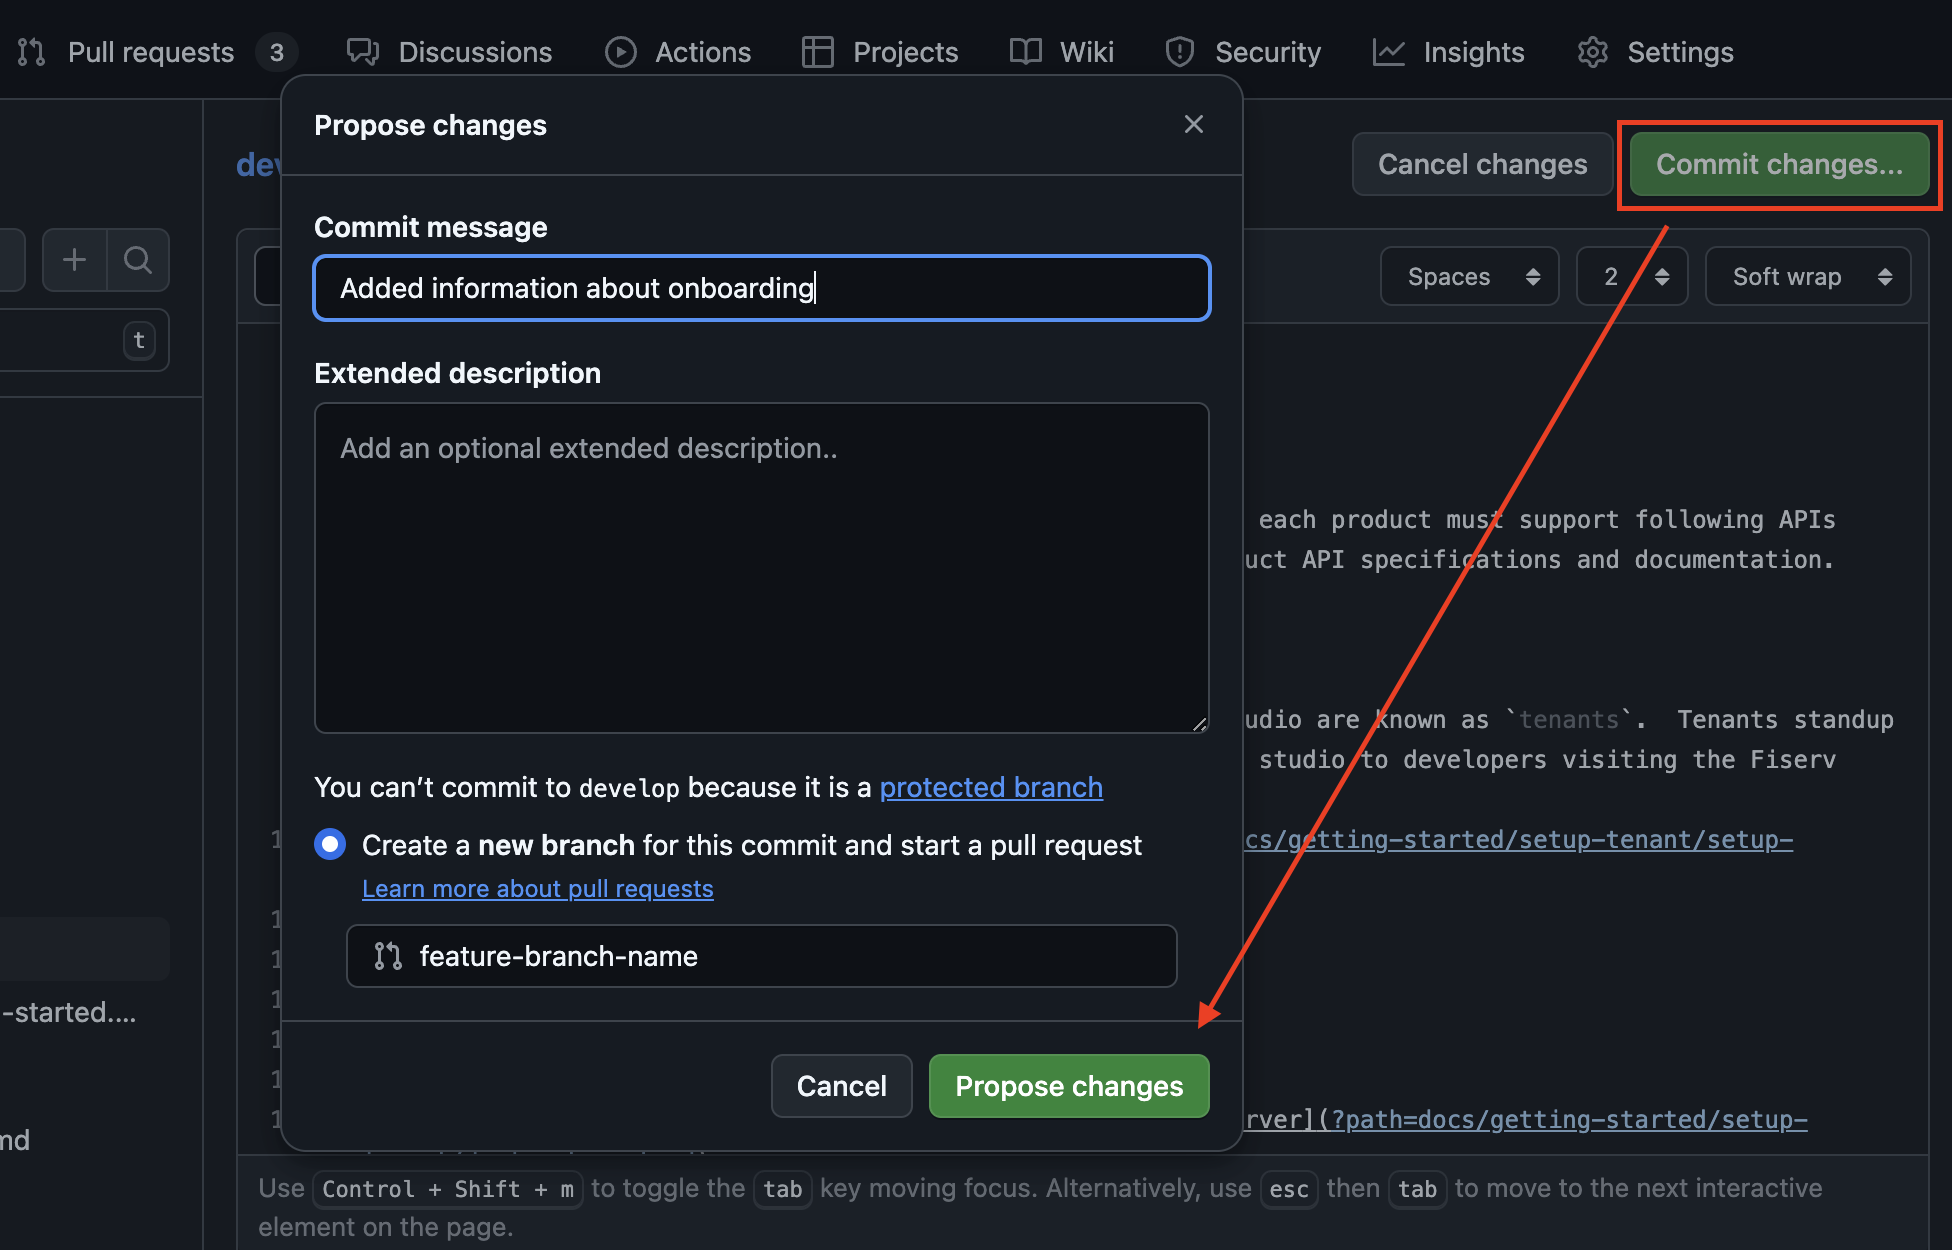 Pull requests 3 Discussions Actions Projects Wiki Security Insights Settings
Propose changes
Cancel changes Commit changes...
Commit message
Added information about onboarding
Spaces 2 Soft wrap
t
Extended description
Add an optional extended description..
each product must support following APIs
uct API specifications and documentation.
udio are known as `tenants`. Tenants standup
studio to developers visiting the Fiserv
You can’t commit to develop because it is a protected branch
Create a new branch for this commit and start a pull request
cs/getting-started/setup-tenant/setup-
Learn more about pull requests
feature-branch-name
-started....
Cancel Propose changes
rver](?path=docs/getting-started/setup-
md
Use Control + Shift + m to toggle the tab key moving focus. Alternatively, use esc then tab to move to the next interactive
element on the page.